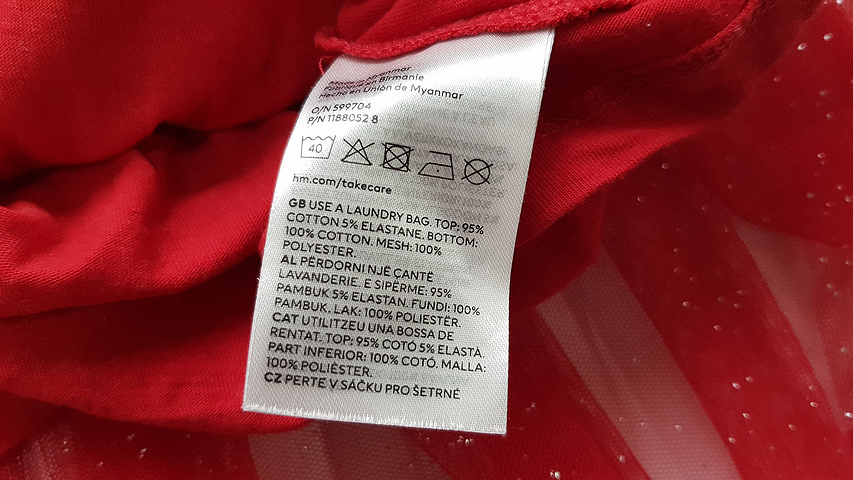 Made in Myanmar
Fabriqué en Birmanie
Hecho en Unión de Myanmar
O/N 599704
P/N 1188052 8
40
hm.com/takecare
GB USE A LAUNDRY BAG. TOP: 95%
COTTON 5% ELASTANE. BOTTOM:
100% COTTON. MESH: 100%
POLYESTER.
AL PËRDORNI NJË ÇANTË
LAVANDERIE. E SIPËRME: 95%
PAMBUK 5% ELASTAN. FUNDI: 100%
PAMBUK. LAK: 100% POLIESTËR.
CAT UTILITZEU UNA BOSSA DE
RENTAT. TOP: 95% COTÓ 5% ELASTÀ.
PART INFERIOR: 100% COTÓ. MALLA:
100% POLIÈSTER.
CZ PERTE V SÁČKU PRO ŠETRNÉ